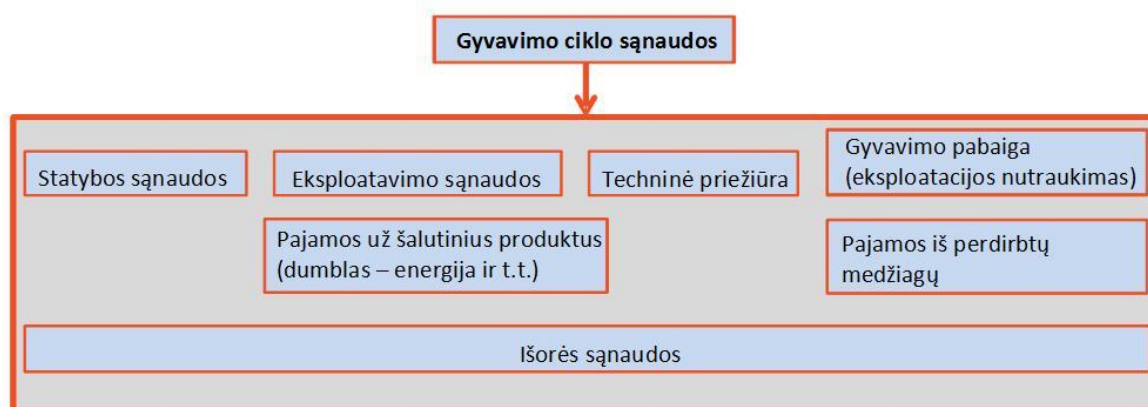 Gyvavimo ciklo sąnaudos
Statybos sąnaudos
Eksploatavimo sąnaudos
Techninė priežiūra
Gyvavimo pabaiga
(eksploatacijos nutraukimas)
Pajamos už šalutinius produktus
(dumblas – energija ir t.t.)
Pajamos iš perdirbtų
medžiagų
Išorės sąnaudos